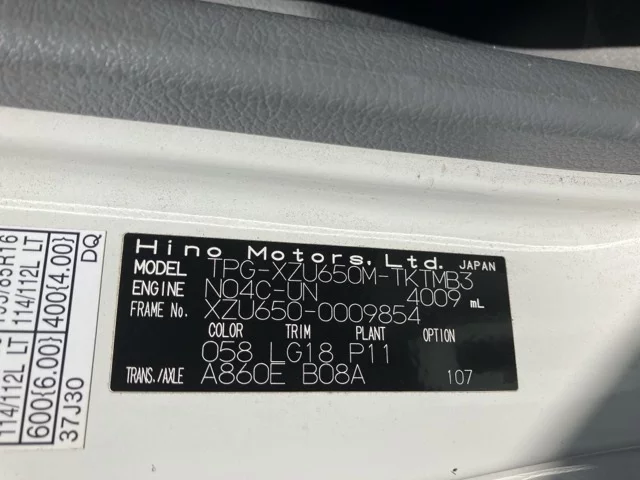 Hino Motors, Ltd. JAPAN
MODEL TPG-XZU650M-TKTMB3
ENGINE N04C-UN 4009 mL
FRAME No. XZU650-0009854
COLOR TRIM PLANT OPTION
058 LG18 P11
TRANS./AXLE A860E B08A 107
114/112L LT 114/112L LT
600(6.00) 400(4.00)
37J30 DQ